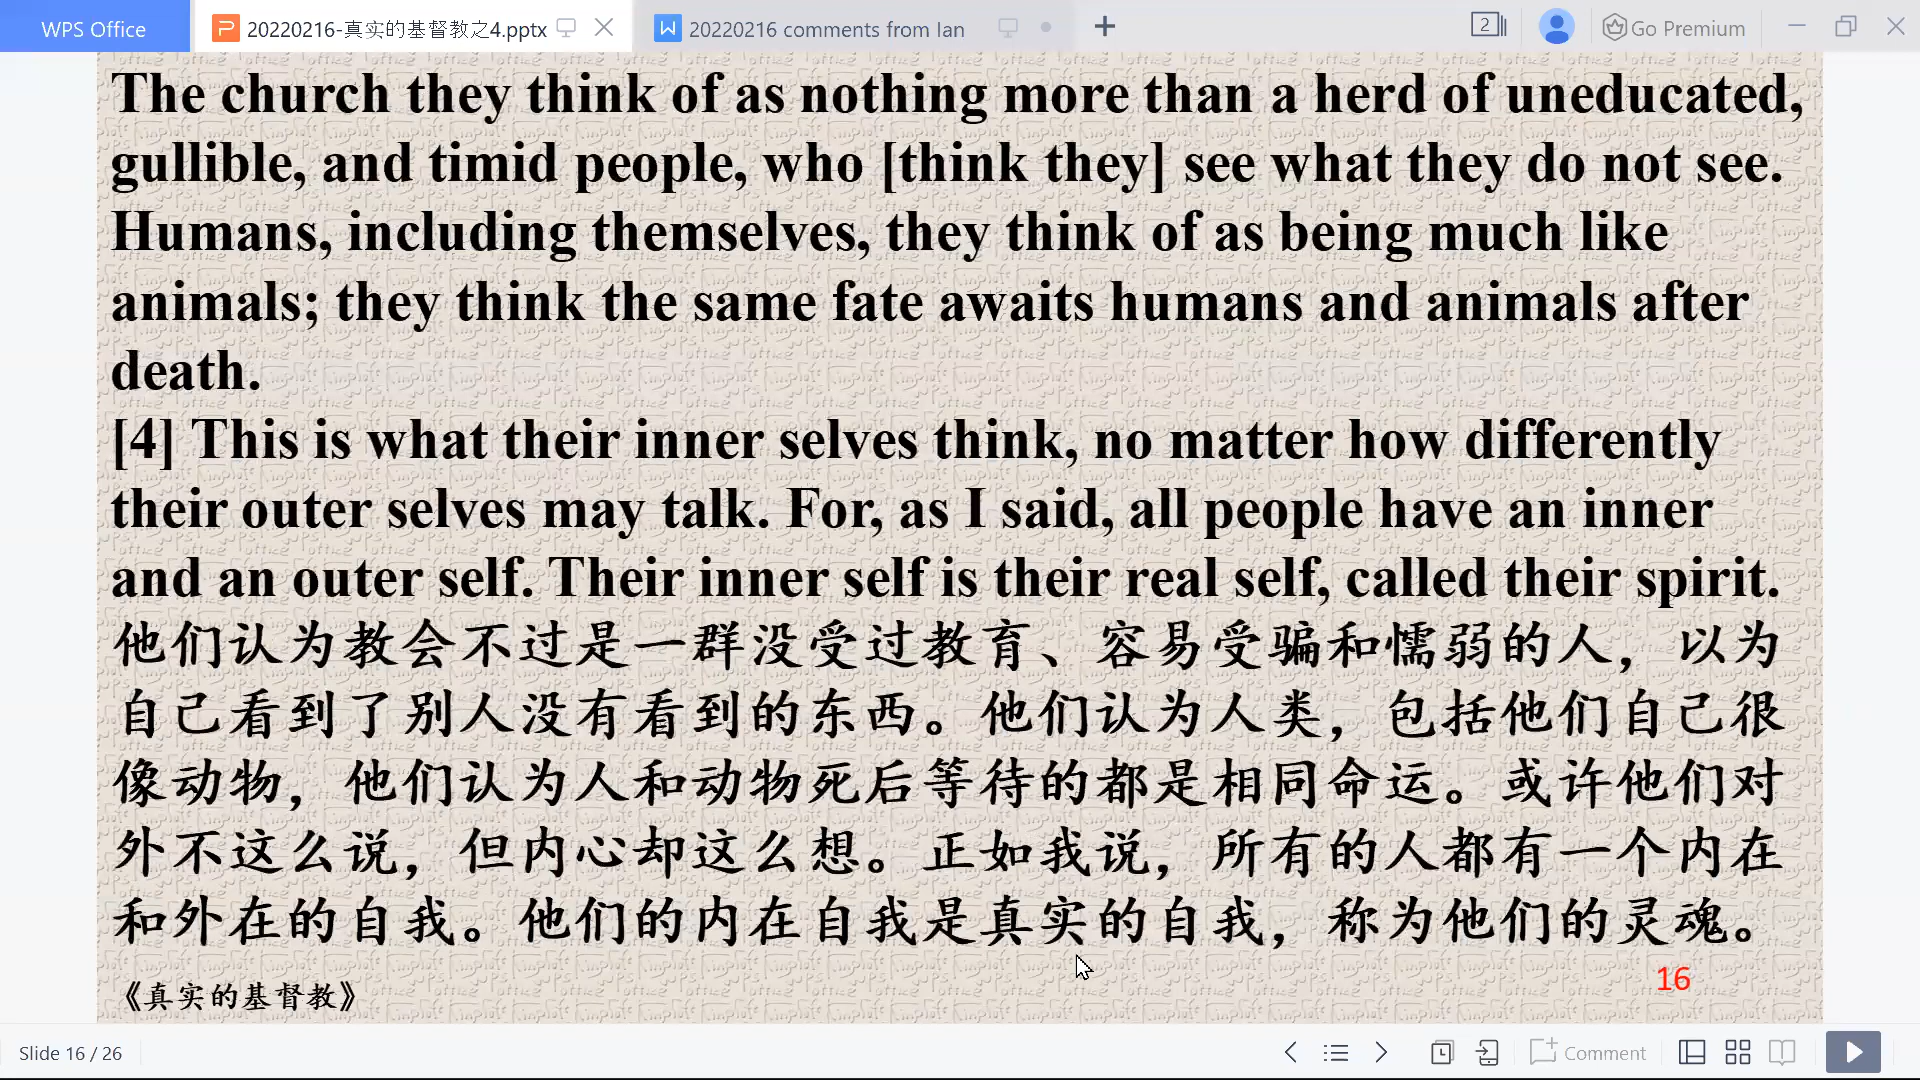 WPS Office
20220216-真实的基督教之4.pptx
20220216 comments from Ian
2
Go Premium
The church they think of as nothing more than a herd of uneducated,
gullible, and timid people, who [think they] see what they do not see.
Humans, including themselves, they think of as being much like
animals; they think the same fate awaits humans and animals after
death.
[4] This is what their inner selves think, no matter how differently
their outer selves may talk. For, as I said, all people have an inner
and an outer self. Their inner self is their real self, called their spirit.
他们认为教会不过是一群没受过教育、容易受骗和懦弱的人，以为
自己看到了别人没有看到的东西。他们认为人类，包括他们自己很
像动物，他们认为人和动物死后等待的都是相同命运。或许他们对
外不这么说，但内心却这么想。正如我说，所有的人都有一个内在
和外在的自我。他们的内在自我是真实的自我，称为他们的灵魂。
《真实的基督教》
16
Slide 16 / 26
Comment